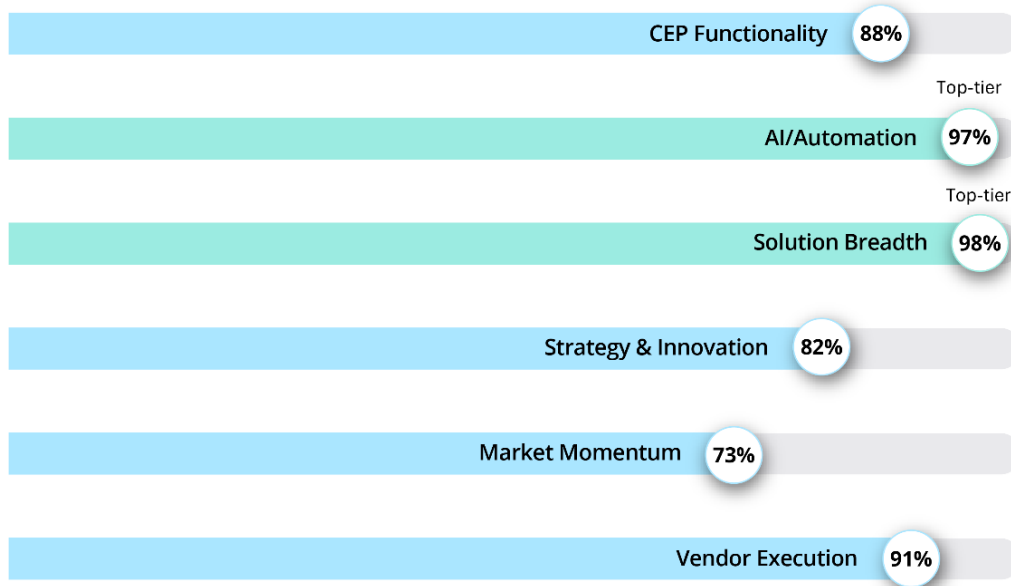 CEP Functionality 88%
Top-tier
AI/Automation 97%
Top-tier
Solution Breadth 98%
Strategy & Innovation 82%
Market Momentum 73%
Vendor Execution 91%